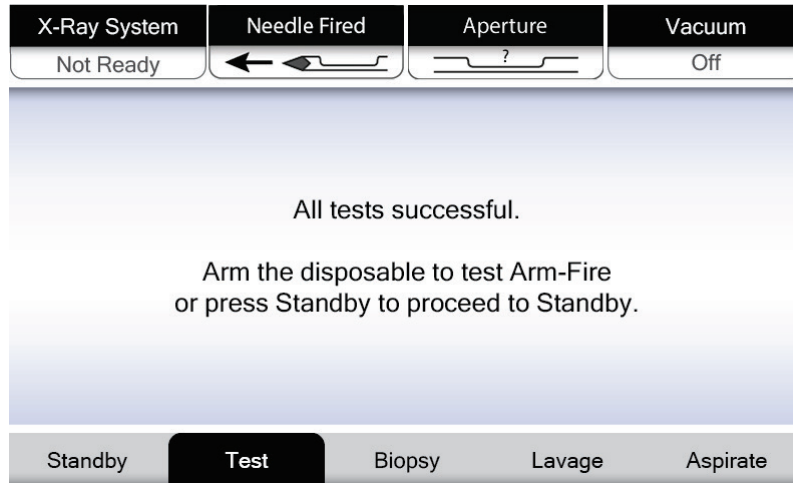 X-Ray System Needle Fired Aperture Vacuum
Not Ready ? Off
All tests successful.
Arm the disposable to test Arm-Fire
or press Standby to proceed to Standby.
Standby Test Biopsy Lavage Aspirate